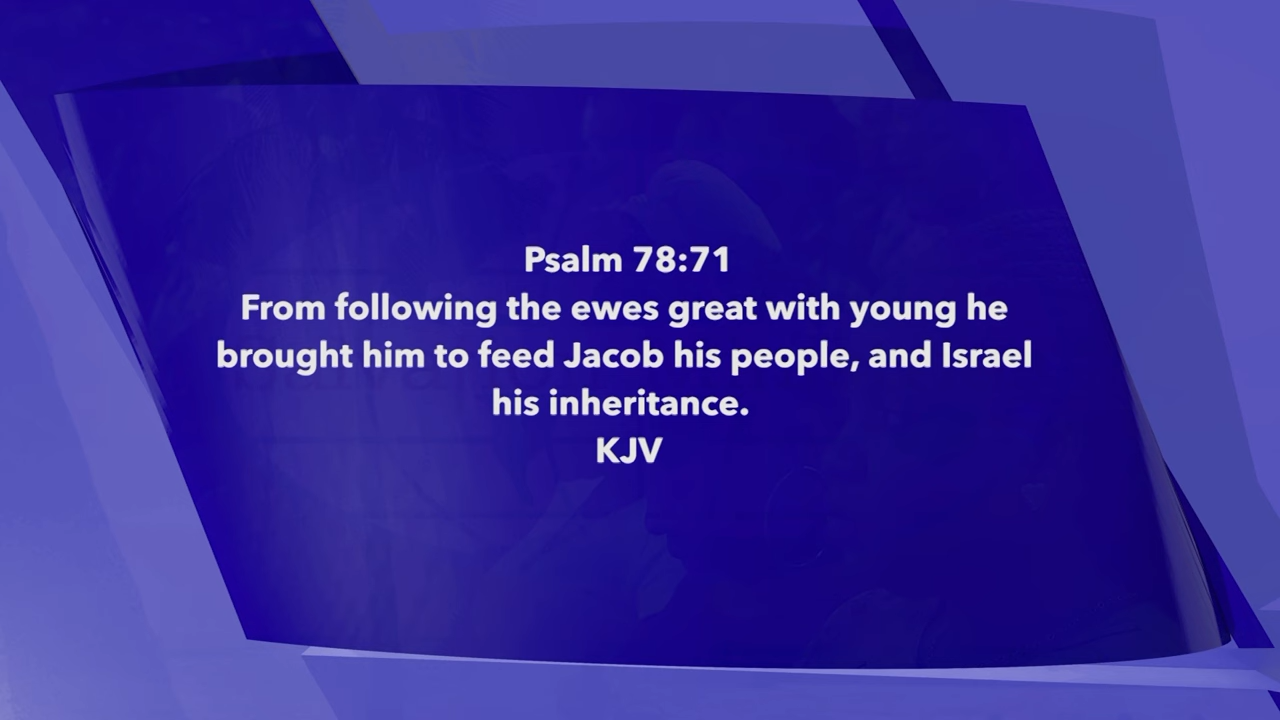 Psalm 78:71
From following the ewes great with young he
brought him to feed Jacob his people, and Israel
his inheritance.
KJV